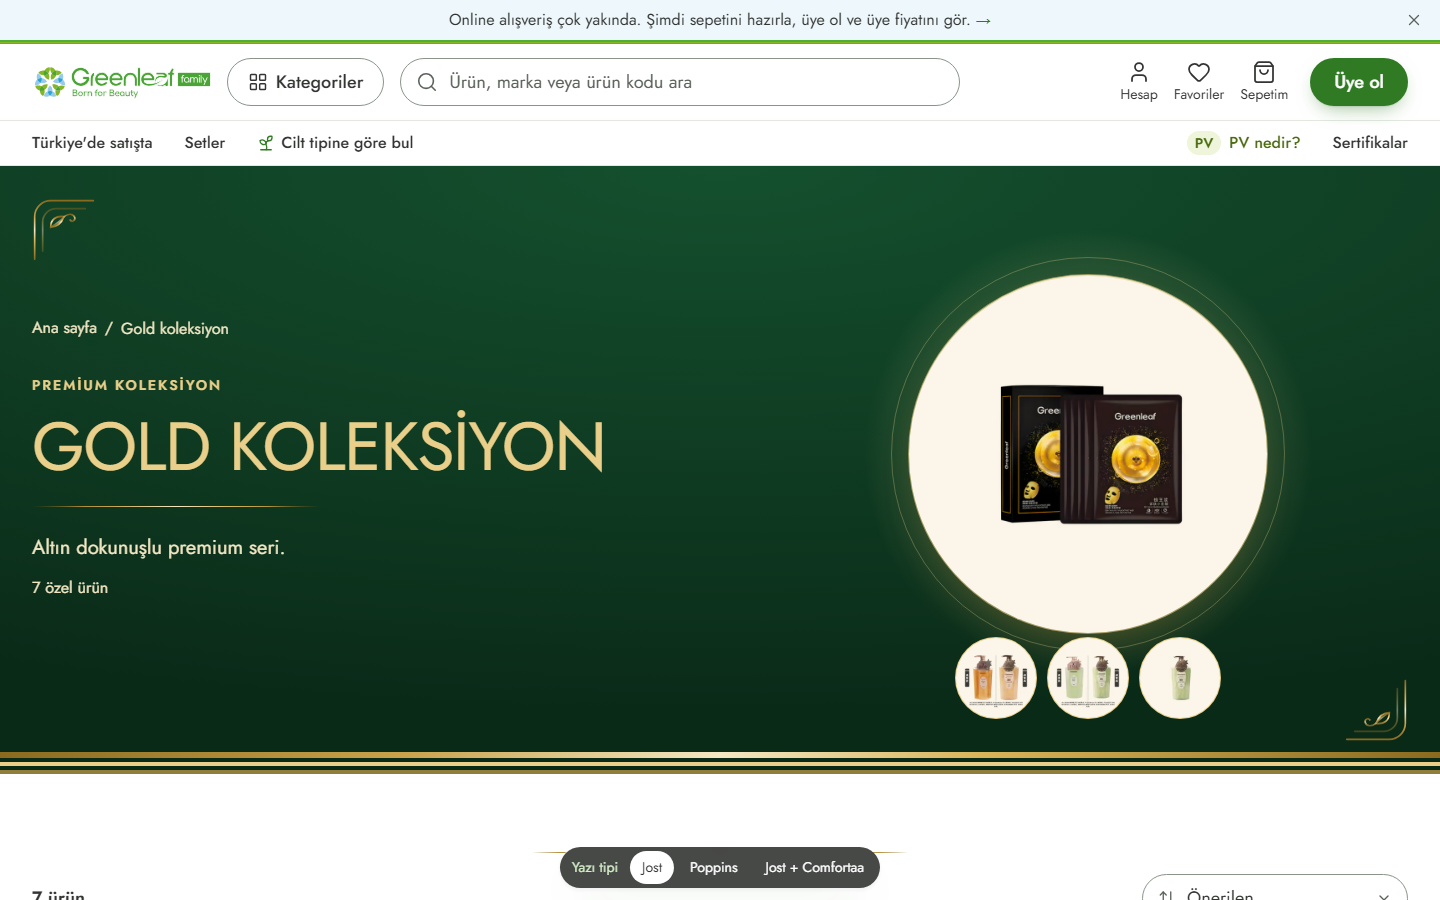 Online alışveriş çok yakında. Şimdi sepetini hazırla, üye ol ve üye fiyatını gör. →
Greenleaf family
Born for Beauty
Kategoriler
Ürün, marka veya ürün kodu ara
Hesap
Favoriler
Sepetim
Üye ol
Türkiye'de satışta
Setler
Cilt tipine göre bul
PV
PV nedir?
Sertifikalar
Ana sayfa / Gold koleksiyon
PREMİUM KOLEKSİYON
GOLD KOLEKSİYON
Altın dokunuşlu premium seri.
7 özel ürün
Greenleaf
Yazı tipi
Jost
Poppins
Jost + Comfortaa
7 ürün
Önerilen